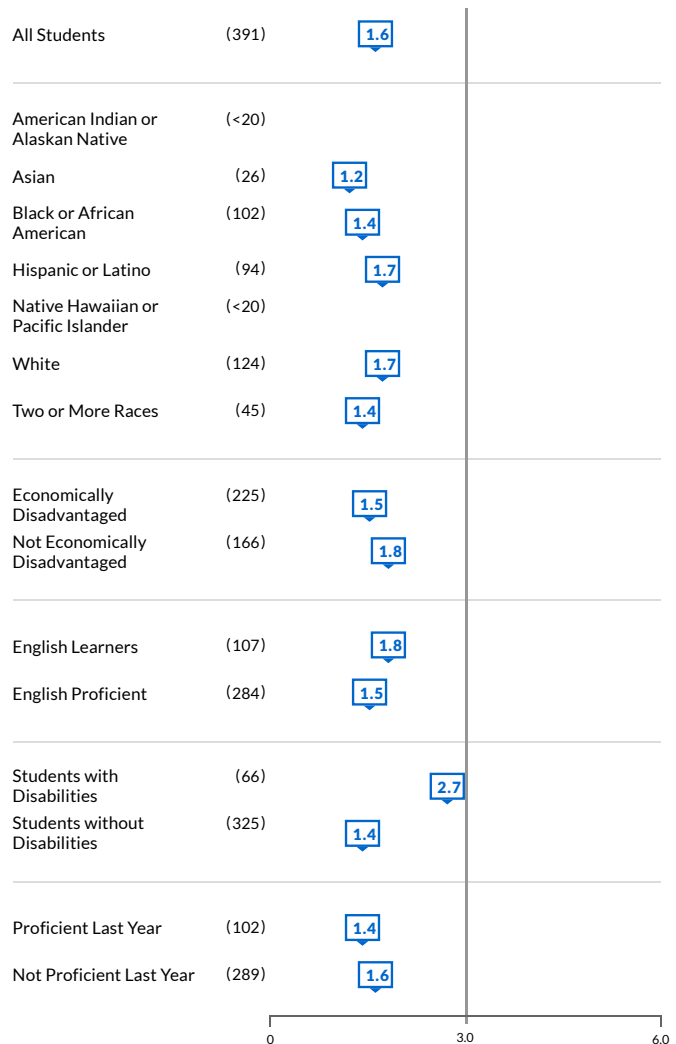 All Students (391) 1.6
American Indian or (<20)
Alaskan Native
Asian (26) 1.2
Black or African (102) 1.4
American
Hispanic or Latino (94) 1.7
Native Hawaiian or (<20)
Pacific Islander
White (124) 1.7
Two or More Races (45) 1.4
Economically (225) 1.5
Disadvantaged
Not Economically (166) 1.8
Disadvantaged
English Learners (107) 1.8
English Proficient (284) 1.5
Students with (66) 2.7
Disabilities
Students without (325) 1.4
Disabilities
Proficient Last Year (102) 1.4
Not Proficient Last Year (289) 1.6
0 3.0 6.0